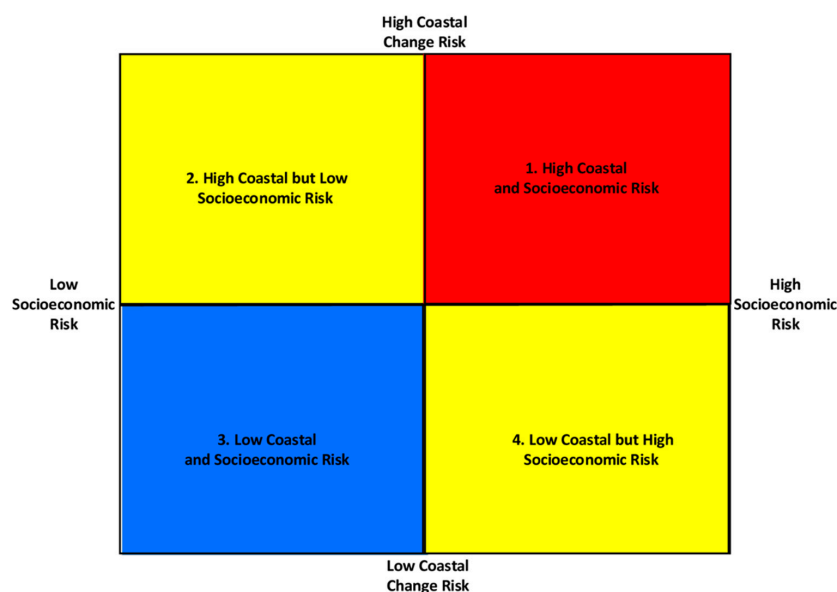 High Coastal
Change Risk
2. High Coastal but Low
Socioeconomic Risk
1. High Coastal
and Socioeconomic Risk
Low
Socioeconomic
Risk
High
Socioeconomic
Risk
3. Low Coastal
and Socioeconomic Risk
4. Low Coastal but High
Socioeconomic Risk
Low Coastal
Change Risk